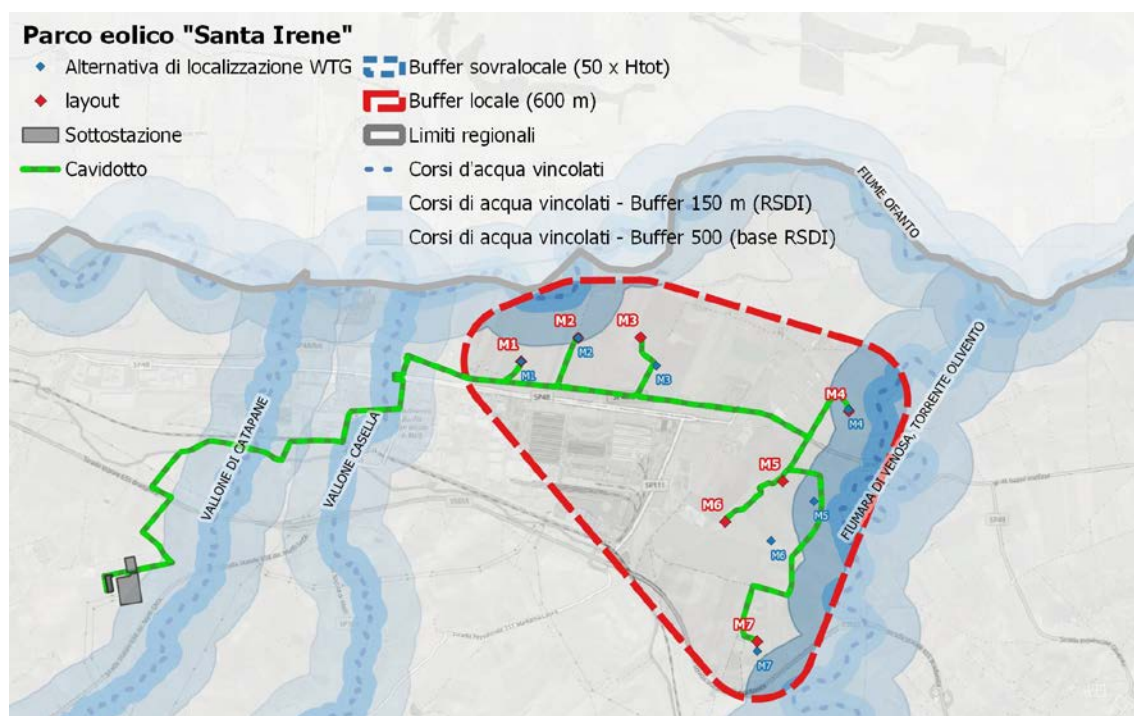 Parco eolico "Santa Irene"
Alternativa di localizzazione WTG
layout
Sottostazione
Cavidotto
Buffer sovralocale (50 x Htot)
Buffer locale (600 m)
Limiti regionali
Corsi d'acqua vincolati
Corsi di acqua vincolati - Buffer 150 m (RSDI)
Corsi di acqua vincolati - Buffer 500 (base RSDI)
FIUME OFANTO
M1
M2
M3
M1
M2
M3
SP48
M4
M4
VALLONE DI CATAPANE
VALLONE CASELLA
FIUMARA DI VENOSA, TORRENTE OLIVENTO
M5
M5
M6
M6
M7
M7